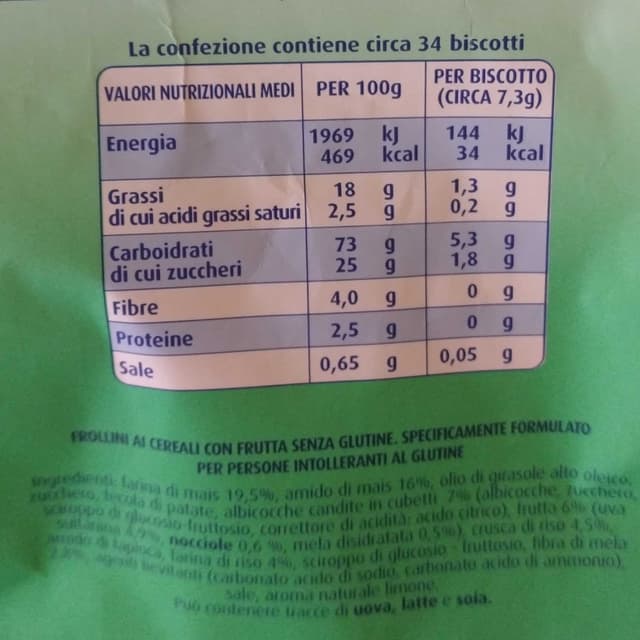 La confezione contiene circa 34 biscotti
VALORI NUTRIZIONALI MEDI PER 100g PER BISCOTTO (CIRCA 7,3g)
Energia 1969 kJ 144 kJ
469 kcal 34 kcal
Grassi 18 g 1,3 g
di cui acidi grassi saturi 2,5 g 0,2 g
Carboidrati 73 g 5,3 g
di cui zuccheri 25 g 1,8 g
Fibre 4,0 g 0 g
Proteine 2,5 g 0 g
Sale 0,65 g 0,05 g
FROLLINI AI CEREALI CON FRUTTA SENZA GLUTINE. SPECIFICAMENTE FORMULATO
PER PERSONE INTOLLERANTI AL GLUTINE
Ingredienti: farina di mais 19,5%, amido di mais 16%, olio di girasole alto oleico,
zucchero, fecola di patate, albicocche candite in cubetti 7% (albicocche, zucchero,
sciroppo di glucosio-fruttosio, correttore di acidità: acido citrico), frutta 6% (uva
sultanina nocciole 0,6 %, mela disidratata 0,5%), crusca di riso 4,5%,
amido di tapioca, farina di riso 4%, sciroppo di glucosio - fruttosio, fibra di mela
agenti lievitanti (carbonato acido di sodio, carbonato acido di ammonio),
sale, aroma naturale limone.
Può contenere tracce di uova, latte e soia.